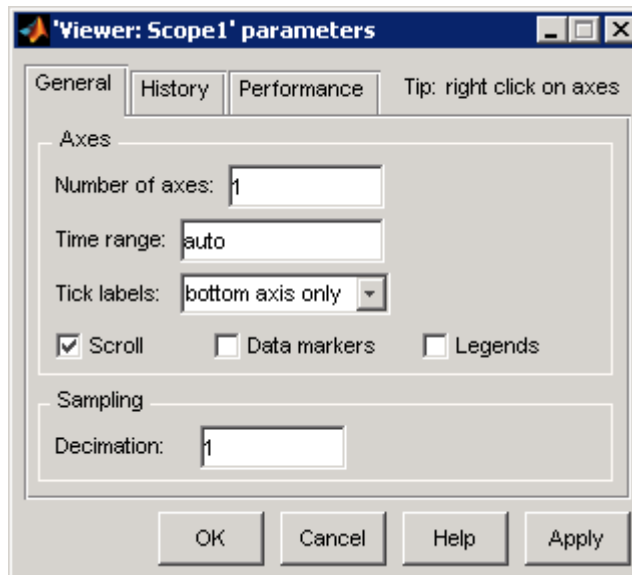 'Viewer: Scope1' parameters
General History Performance Tip: right click on axes
Axes
Number of axes: 1
Time range: auto
Tick labels: bottom axis only
Scroll Data markers Legends
Sampling
Decimation: 1
OK Cancel Help Apply